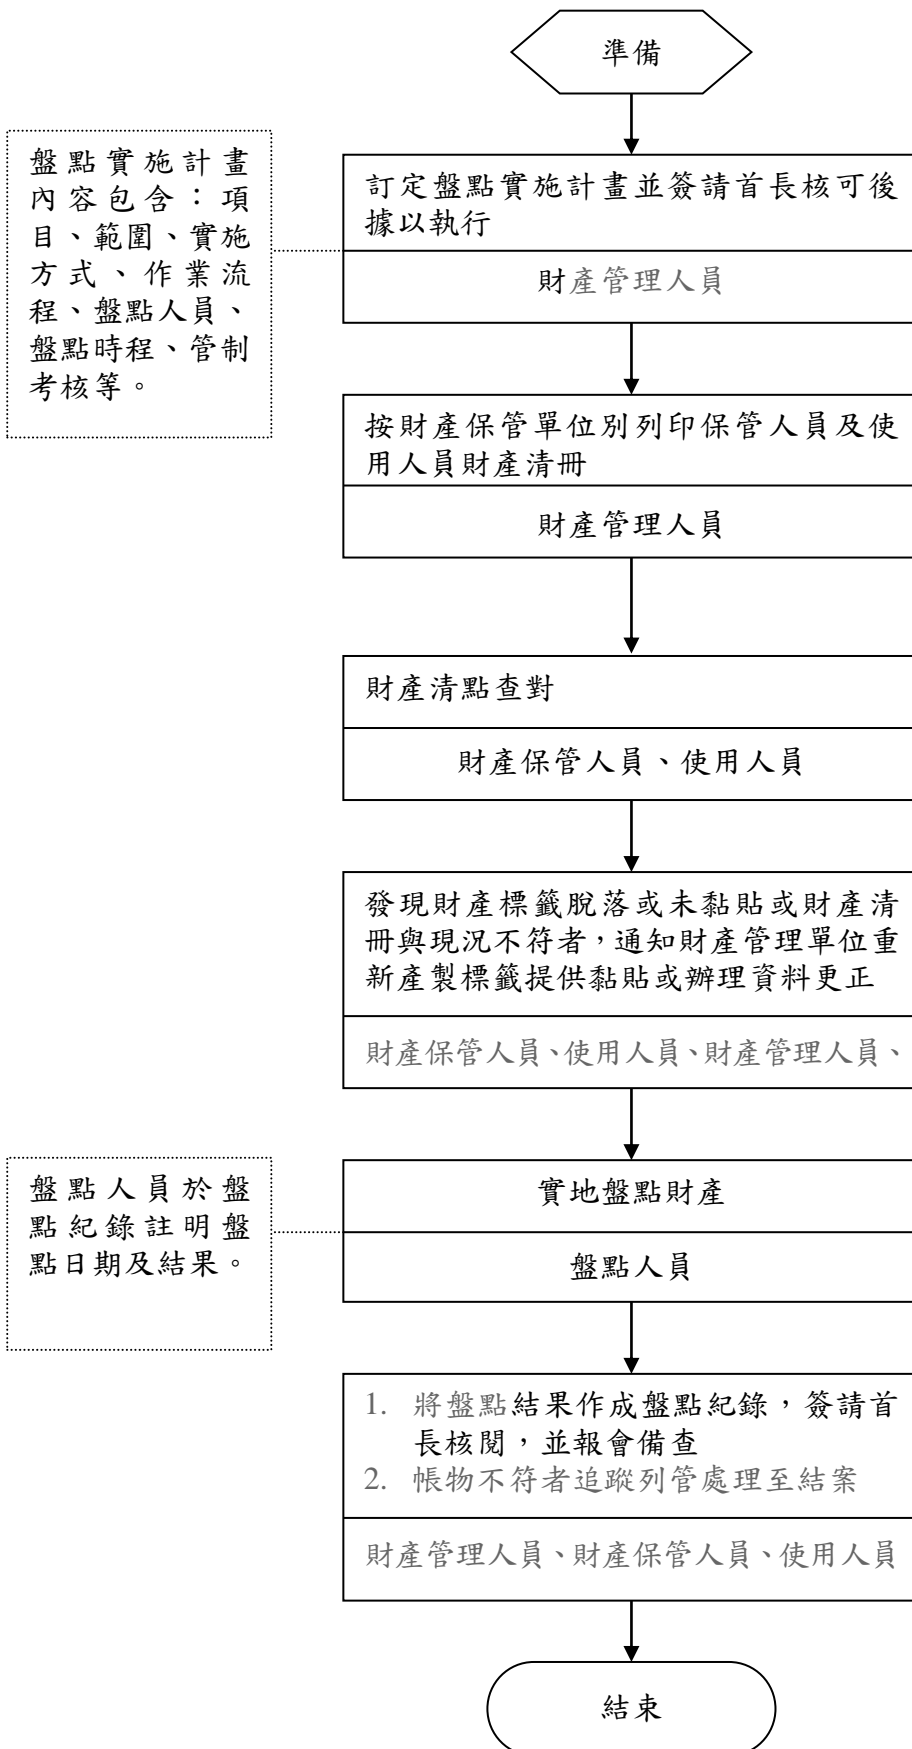 準備
盤點實施計畫
內容包含：項
目、範圍、實施
方式、作業流
程、盤點人員、
盤點時程、管制
考核等。
訂定盤點實施計畫並簽請首長核可後
據以執行
財產管理人員
按財產保管單位別列印保管人員及使
用人員財產清冊
財產管理人員
財產清點查對
財產保管人員、使用人員
發現財產標籤脫落或未黏貼或財產清
冊與現況不符者，通知財產管理單位重
新產製標籤提供黏貼或辦理資料更正
財產保管人員、使用人員、財產管理人員、
盤點人員於盤
點紀錄註明盤
點日期及結果。
實地盤點財產
盤點人員
1. 將盤點結果作成盤點紀錄，簽請首
長核閱，並報會備查
2. 帳物不符者追蹤列管處理至結案
財產管理人員、財產保管人員、使用人員
結束